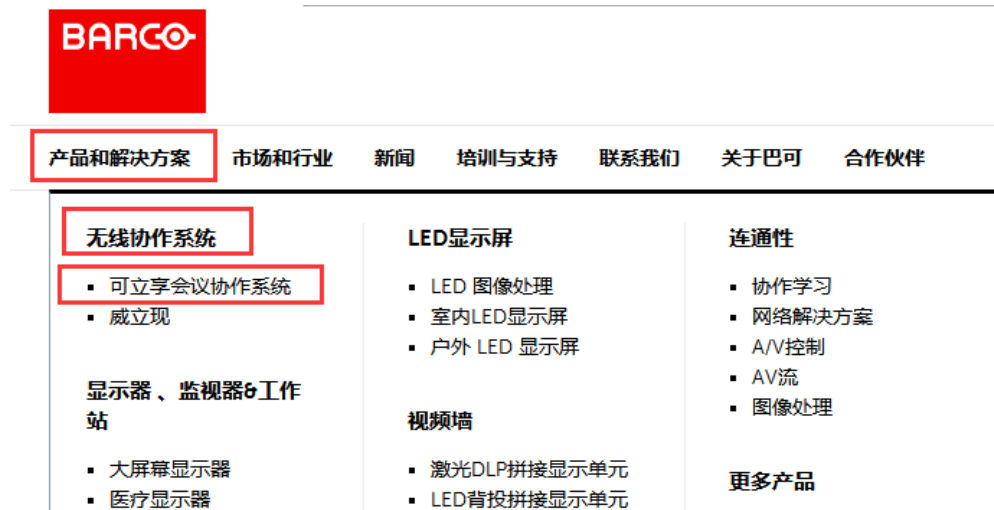 BARCO
产品和解决方案 市场和行业 新闻 培训与支持 联系我们 关于巴可 合作伙伴
无线协作系统
▪ 可立享会议协作系统
▪ 威立现
显示器 、监视器&工作
站
▪ 大屏幕显示器
▪ 医疗显示器
LED显示屏
▪ LED 图像处理
▪ 室内LED显示屏
▪ 户外 LED 显示屏
视频墙
▪ 激光DLP拼接显示单元
▪ LED背投拼接显示单元
连通性
▪ 协作学习
▪ 网络解决方案
▪ A/V控制
▪ AV流
▪ 图像处理
更多产品